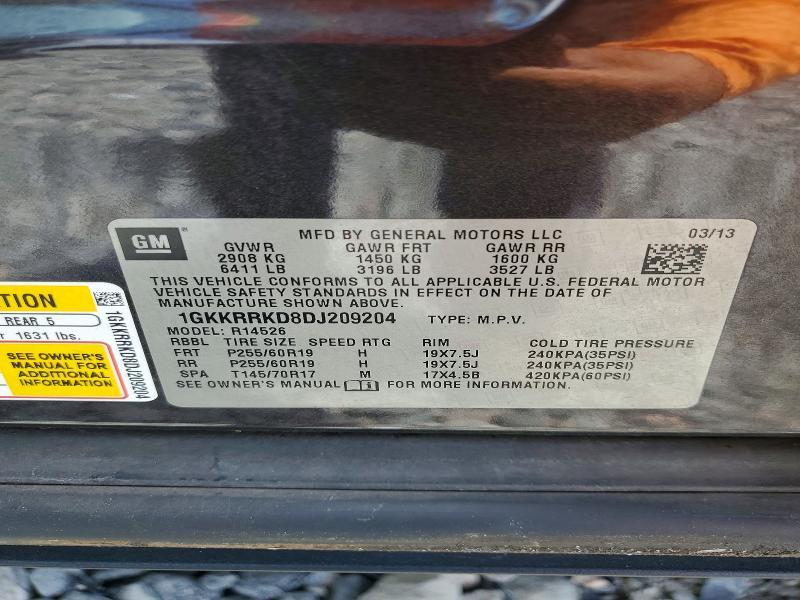 GM
MFD BY GENERAL MOTORS LLC 03/13
GVWR GAWR FRT GAWR RR
2908 KG 1450 KG 1600 KG
6411 LB 3196 LB 3527 LB
THIS VEHICLE CONFORMS TO ALL APPLICABLE U.S. FEDERAL MOTOR
VEHICLE SAFETY STANDARDS IN EFFECT ON THE DATE OF
MANUFACTURE SHOWN ABOVE.
1GKKRRKD8DJ209204 TYPE: M.P.V.
MODEL: R14526
RBBL TIRE SIZE SPEED RTG RIM COLD TIRE PRESSURE
FRT P255/60R19 H 19X7.5J 240KPA(35PSI)
RR P255/60R19 H 19X7.5J 240KPA(35PSI)
SPA T145/70R17 M 17X4.5B 420KPA(60PSI)
SEE OWNER'S MANUAL FOR MORE INFORMATION.
REAR 5
1631 lbs.
SEE OWNER'S
MANUAL FOR
ADDITIONAL
INFORMATION
1GKKRRKD8DJ209204